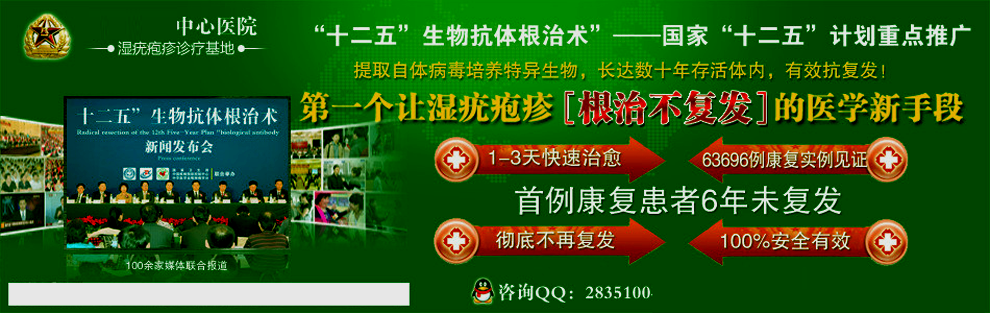 中心医院
湿疣疱疹诊疗基地
“十二五”生物抗体根治术”——国家“十二五”计划重点推广
提取自体病毒培养特异生物，长达数十年存活体内，有效抗复发！
第一个让湿疣疱疹[根治不复发]的医学新手段
十二五”生物抗体根治术
Radical resection of the 12th Five-Year Plan "biological antibody
新闻发布会
Press conference
联合举办
100余家媒体联合报道
1-3天快速治愈
63696例康复实例见证
首例康复患者6年未复发
彻底不再复发
100%安全有效
咨询QQ：2835100